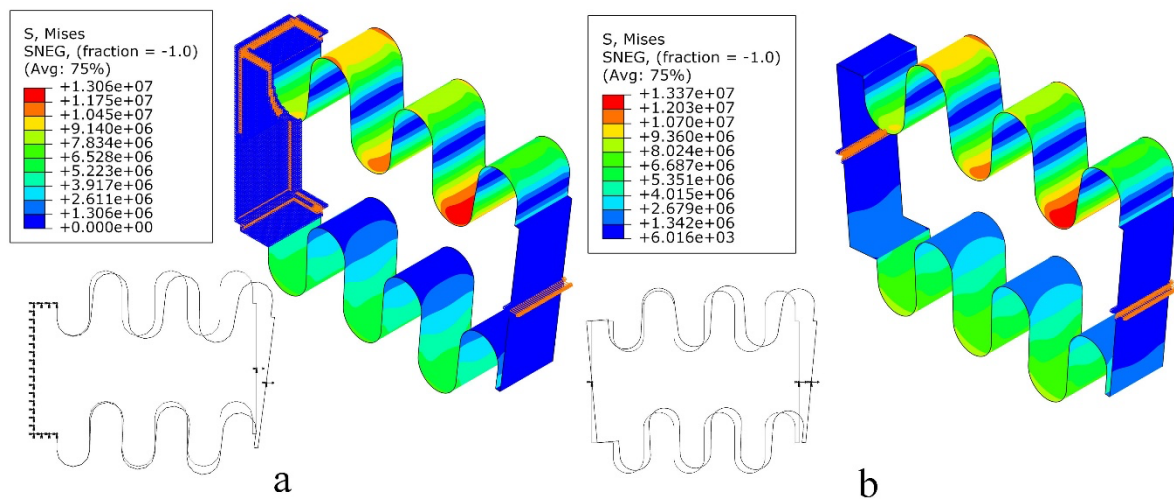 S, Mises
SNEG, (fraction = -1.0)
(Avg: 75%)
+1.306e+07
+1.175e+07
+1.045e+07
+9.140e+06
+7.834e+06
+6.528e+06
+5.223e+06
+3.917e+06
+2.611e+06
+1.306e+06
+0.000e+00
a
S, Mises
SNEG, (fraction = -1.0)
(Avg: 75%)
+1.337e+07
+1.203e+07
+1.070e+07
+9.360e+06
+8.024e+06
+6.687e+06
+5.351e+06
+4.015e+06
+2.679e+06
+1.342e+06
+6.016e+03
b